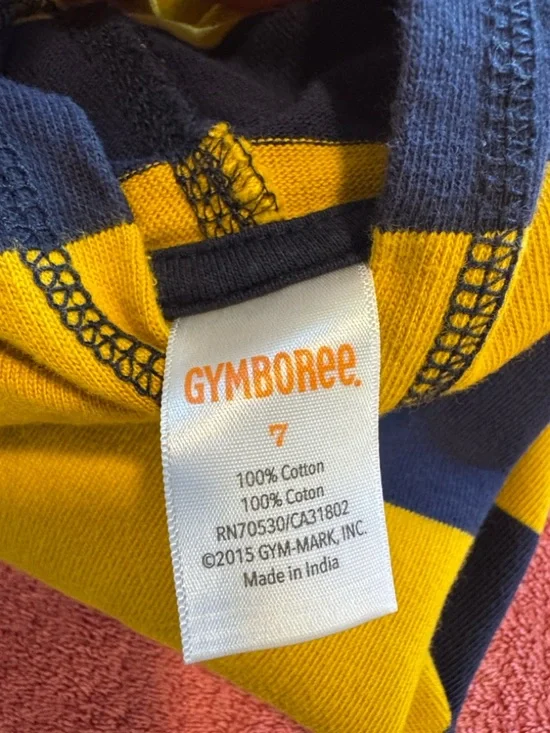 GYMBOREE.
7
100% Cotton
100% Coton
RN70530/CA31802
©2015 GYM-MARK, INC.
Made in India